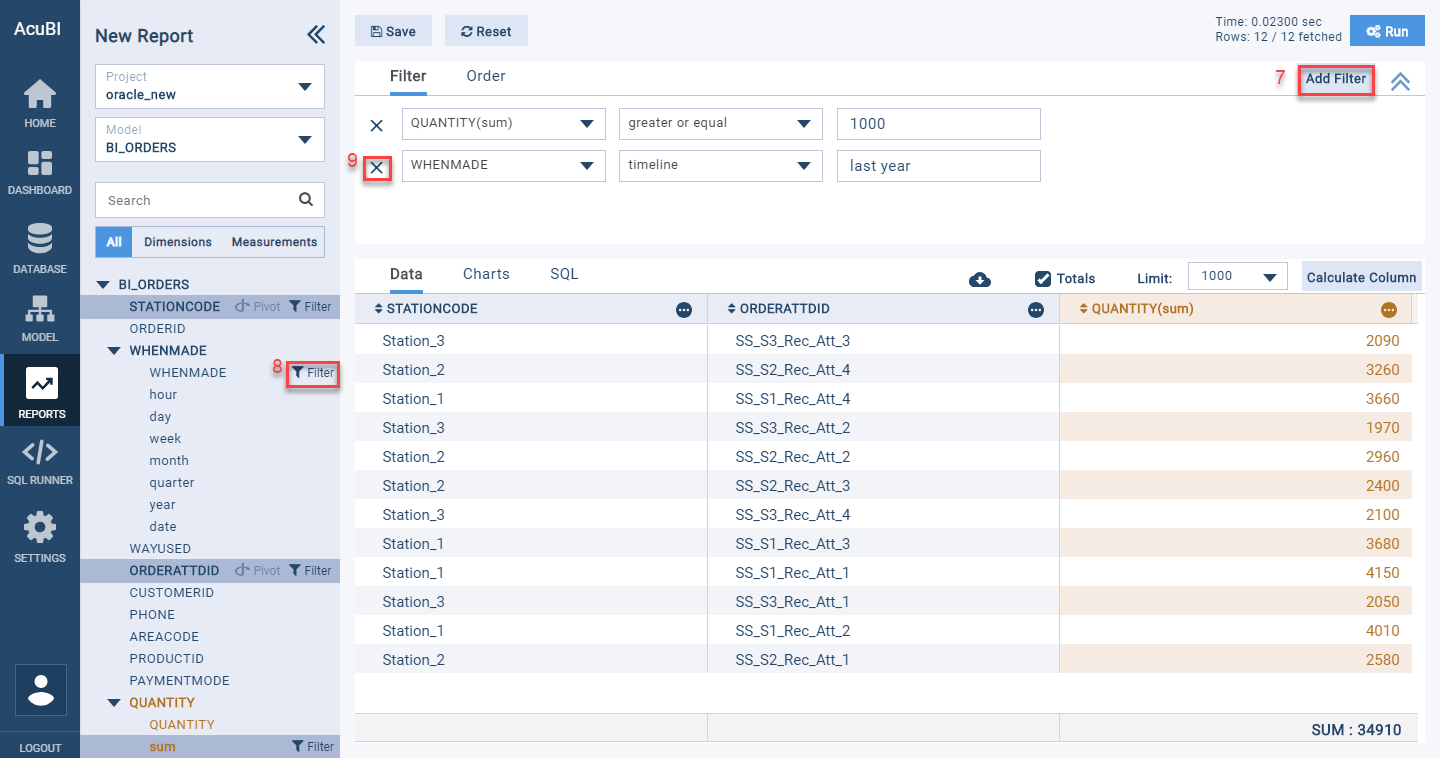 AcuBI
HOME
DASHBOARD
DATABASE
MODEL
REPORTS
SQL RUNNER
SETTINGS
LOGOUT
New Report
Project
oracle_new
Model
BI_ORDERS
Search
All Dimensions Measurements
BI_ORDERS
STATIONCODE Pivot Filter
ORDERID
WHENMADE
WHENMADE 8 Filter
hour
day
week
month
quarter
year
date
WAYUSED
ORDERATTDID Pivot Filter
CUSTOMERID
PHONE
AREACODE
PRODUCTID
PAYMENTMODE
QUANTITY
QUANTITY
sum Filter
Save Reset
Time: 0.02300 sec
Rows: 12 / 12 fetched
Run
Filter Order 7 Add Filter
QUANTITY(sum) greater or equal 1000
9 WHENMADE timeline last year
Data Charts SQL Totals Limit: 1000 Calculate Column
STATIONCODE ORDERATTDID QUANTITY(sum)
Station_3 SS_S3_Rec_Att_3 2090
Station_2 SS_S2_Rec_Att_4 3260
Station_1 SS_S1_Rec_Att_4 3660
Station_3 SS_S3_Rec_Att_2 1970
Station_2 SS_S2_Rec_Att_2 2960
Station_2 SS_S2_Rec_Att_3 2400
Station_3 SS_S3_Rec_Att_4 2100
Station_1 SS_S1_Rec_Att_3 3680
Station_1 SS_S1_Rec_Att_1 4150
Station_3 SS_S3_Rec_Att_1 2050
Station_1 SS_S1_Rec_Att_2 4010
Station_2 SS_S2_Rec_Att_1 2580
SUM : 34910